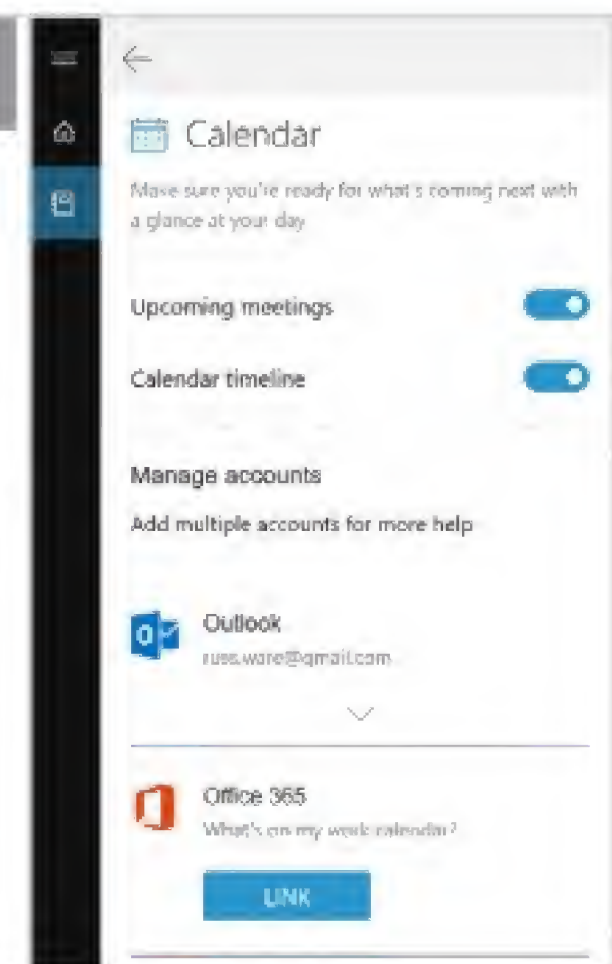 Calendar
Make sure you're ready for what's coming next with
a glance at your day
Upcoming meetings
Calendar timeline
Manage accounts
Add multiple accounts for more help
Outlook
russ.ware@gmail.com
Office 365
What's on my work calendar?
LINK